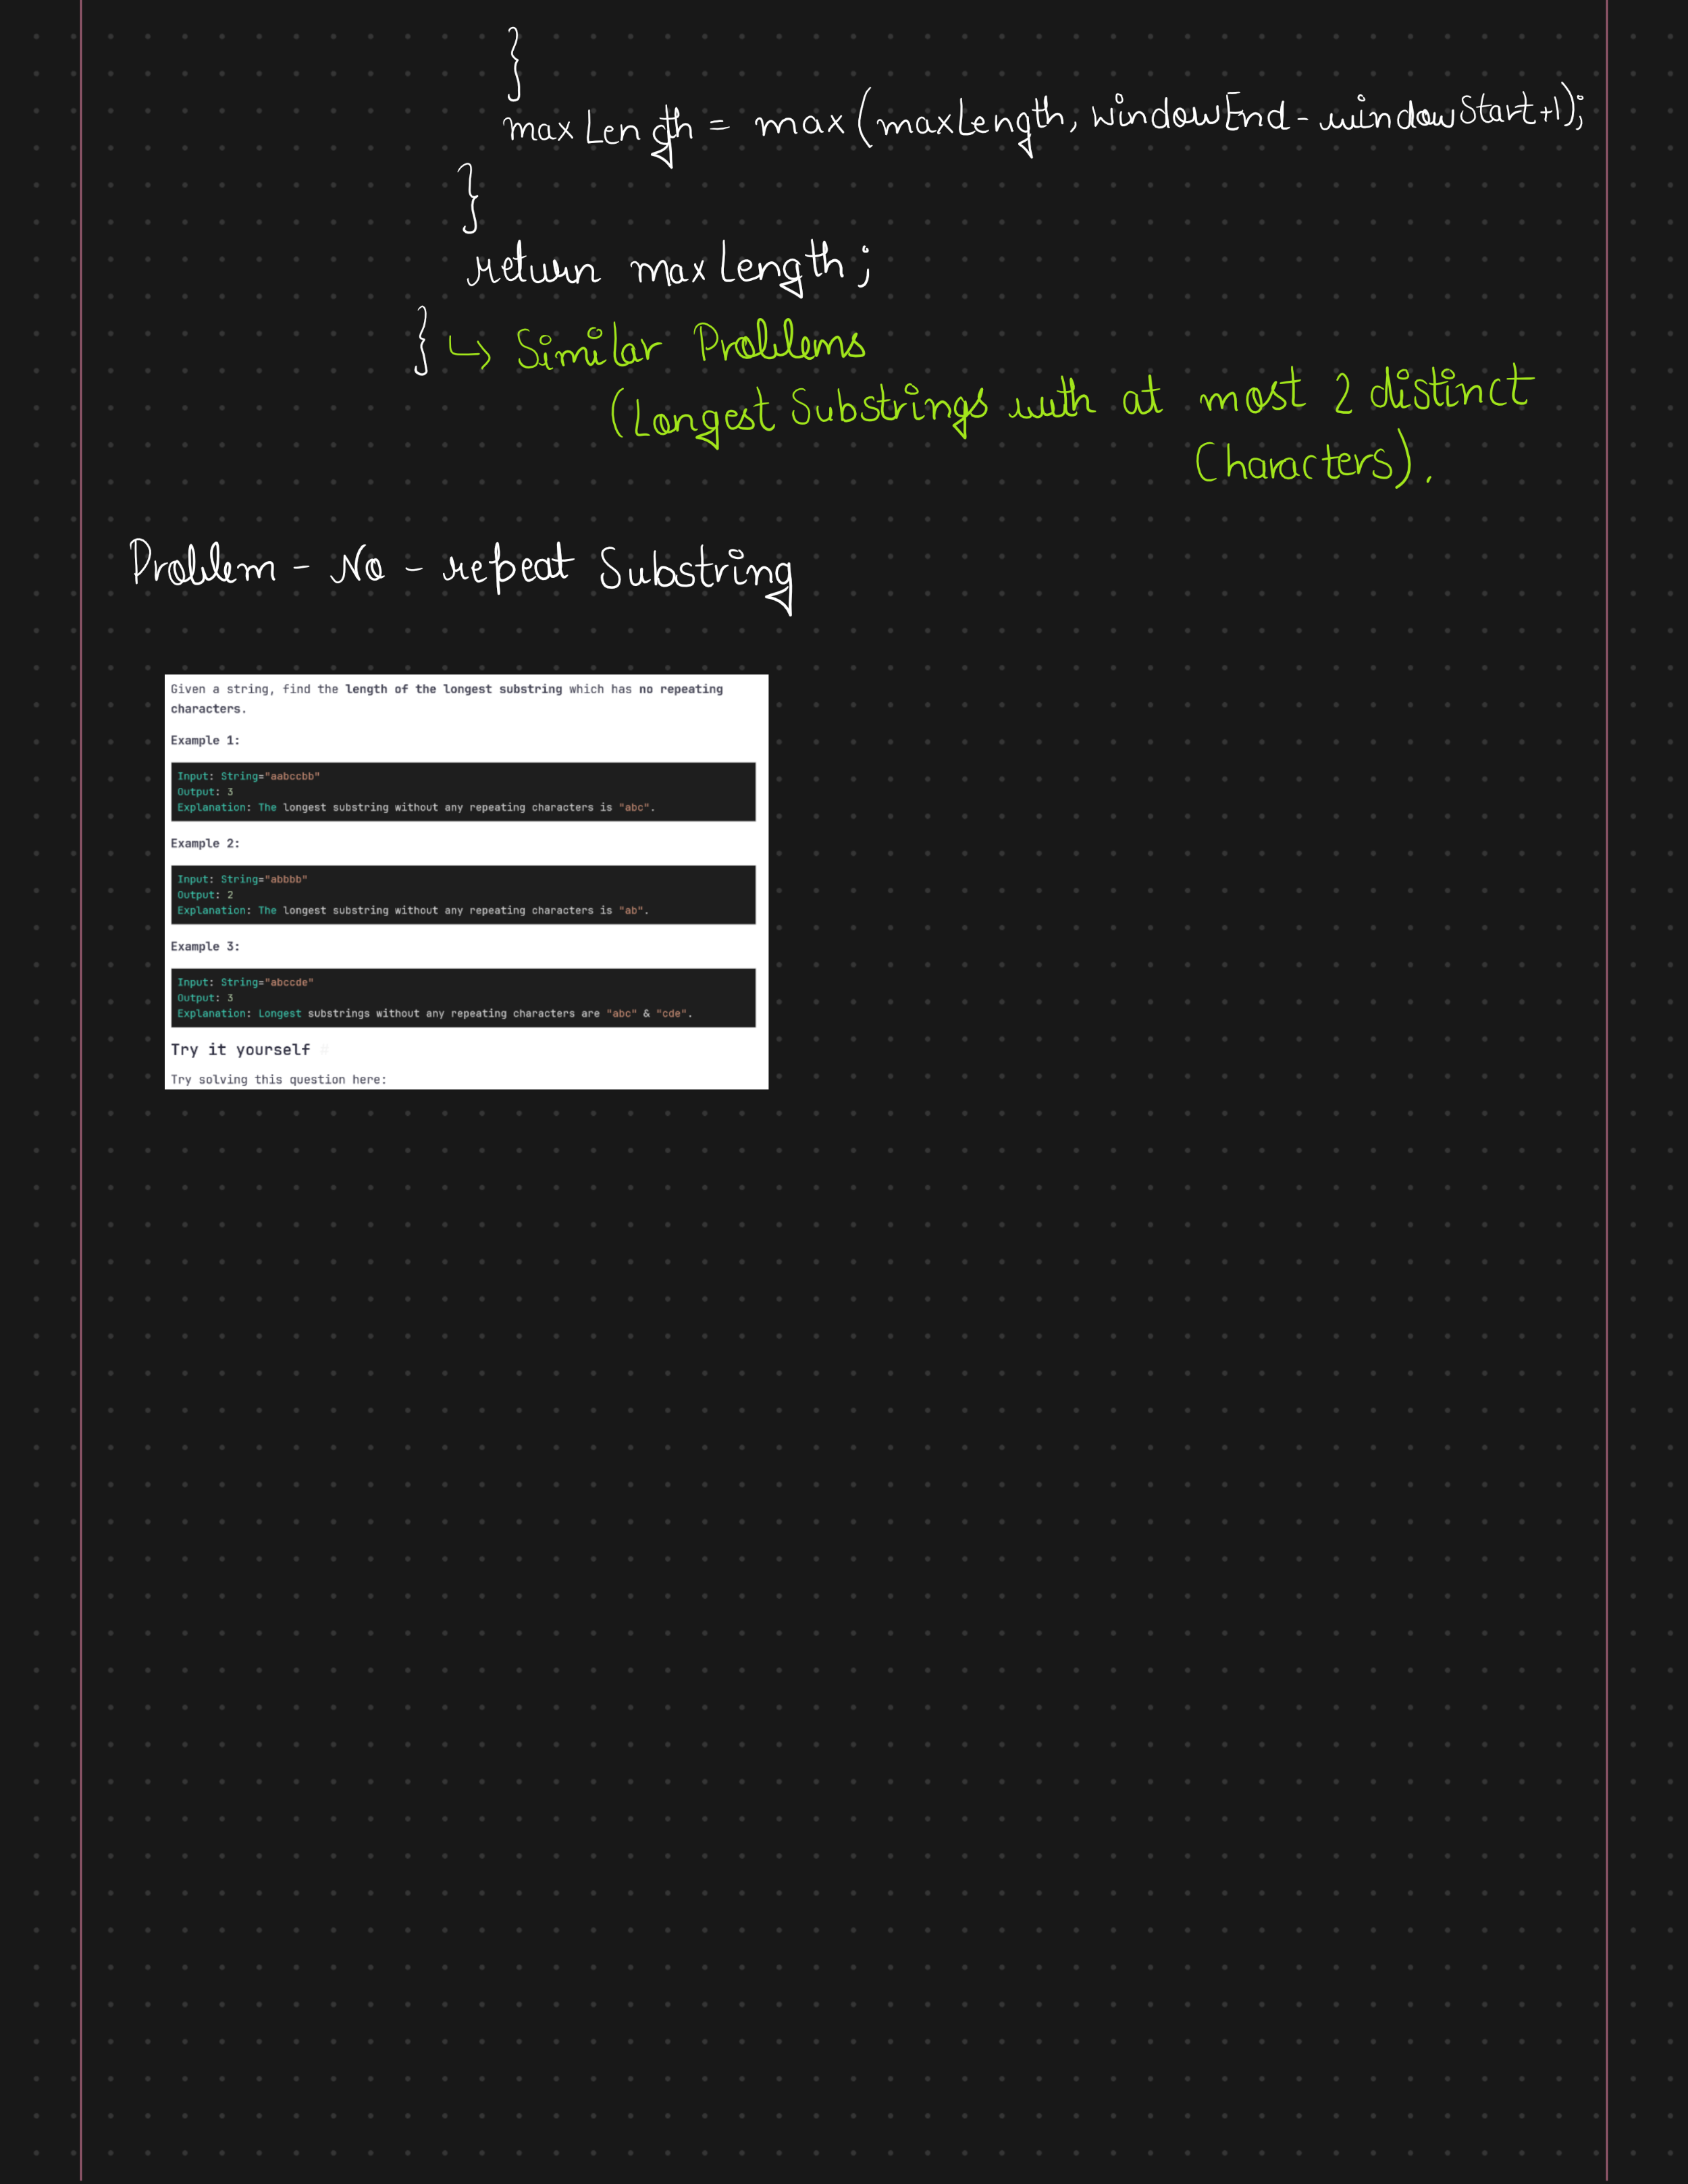 }
maxLength = max(maxLength, windowEnd - windowStart + 1);
}
return maxLength;
} ↳ Similar Problems
(Longest Substrings with at most 2 distinct
Characters).
Problem - No - repeat Substring
Given a string, find the length of the longest substring which has no repeating
characters.
Example 1:
Input: String="aabccbb"
Output: 3
Explanation: The longest substring without any repeating characters is "abc".
Example 2:
Input: String="abbbb"
Output: 2
Explanation: The longest substring without any repeating characters is "ab".
Example 3:
Input: String="abccde"
Output: 3
Explanation: Longest substrings without any repeating characters are "abc" & "cde".
Try it yourself #
Try solving this question here: